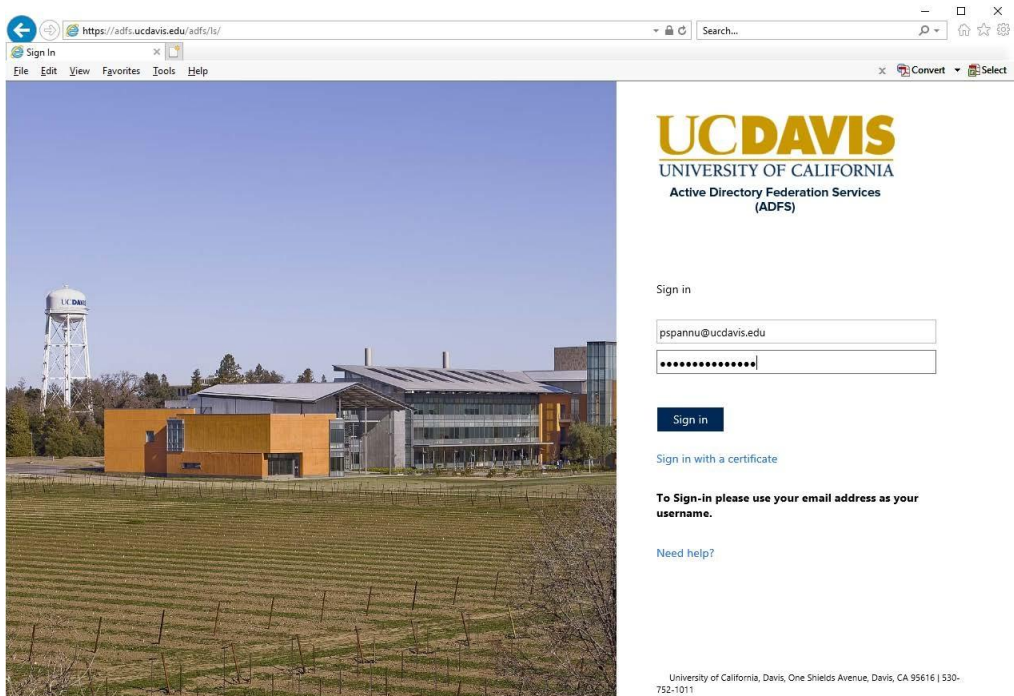 https://adfs.ucdavis.edu/adfs/ls/
Search...
Sign In
File Edit View Favorites Tools Help
x Convert Select
UC DAVIS
UCDAVIS
UNIVERSITY OF CALIFORNIA
Active Directory Federation Services
(ADFS)
Sign in
pspannu@ucdavis.edu
Sign in
Sign in with a certificate
To Sign-in please use your email address as your
username.
Need help?
University of California, Davis, One Shields Avenue, Davis, CA 95616 | 530-
752-1011